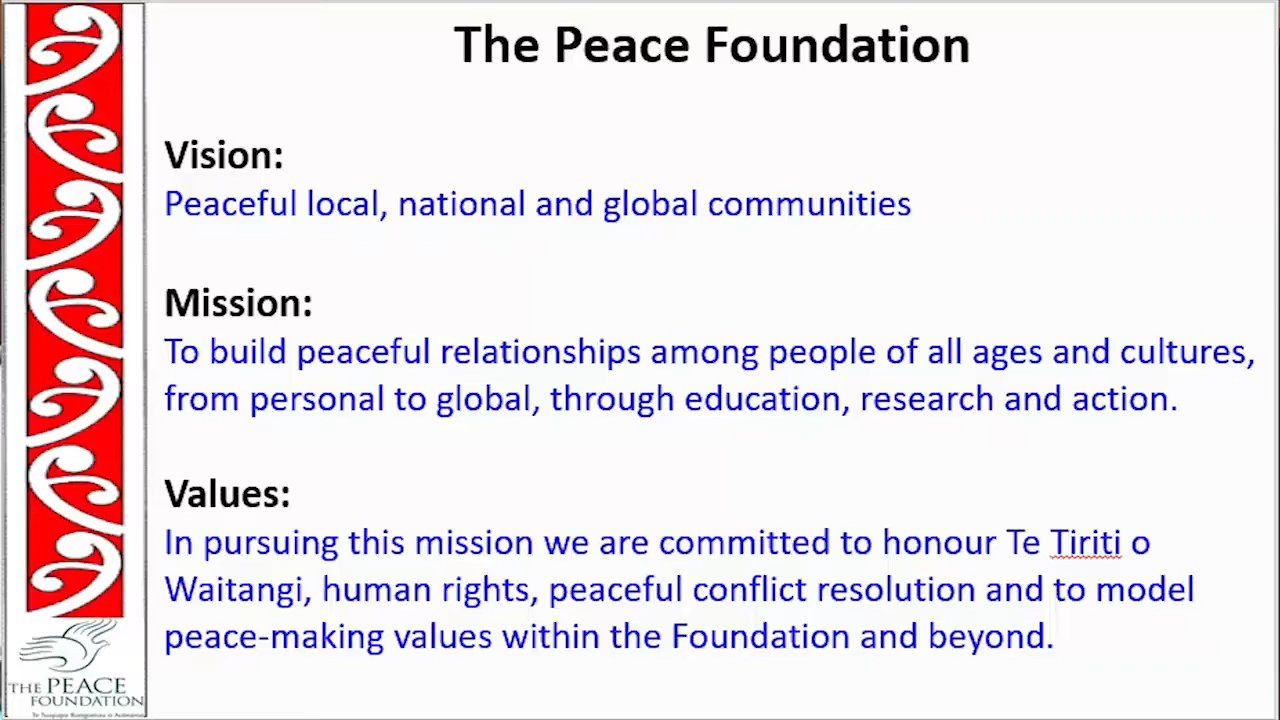 The Peace Foundation
Vision:
Peaceful local, national and global communities
Mission:
To build peaceful relationships among people of all ages and cultures,
from personal to global, through education, research and action.
Values:
In pursuing this mission we are committed to honour Te Tiriti o
Waitangi, human rights, peaceful conflict resolution and to model
peace-making values within the Foundation and beyond.
THE PEACE
FOUNDATION